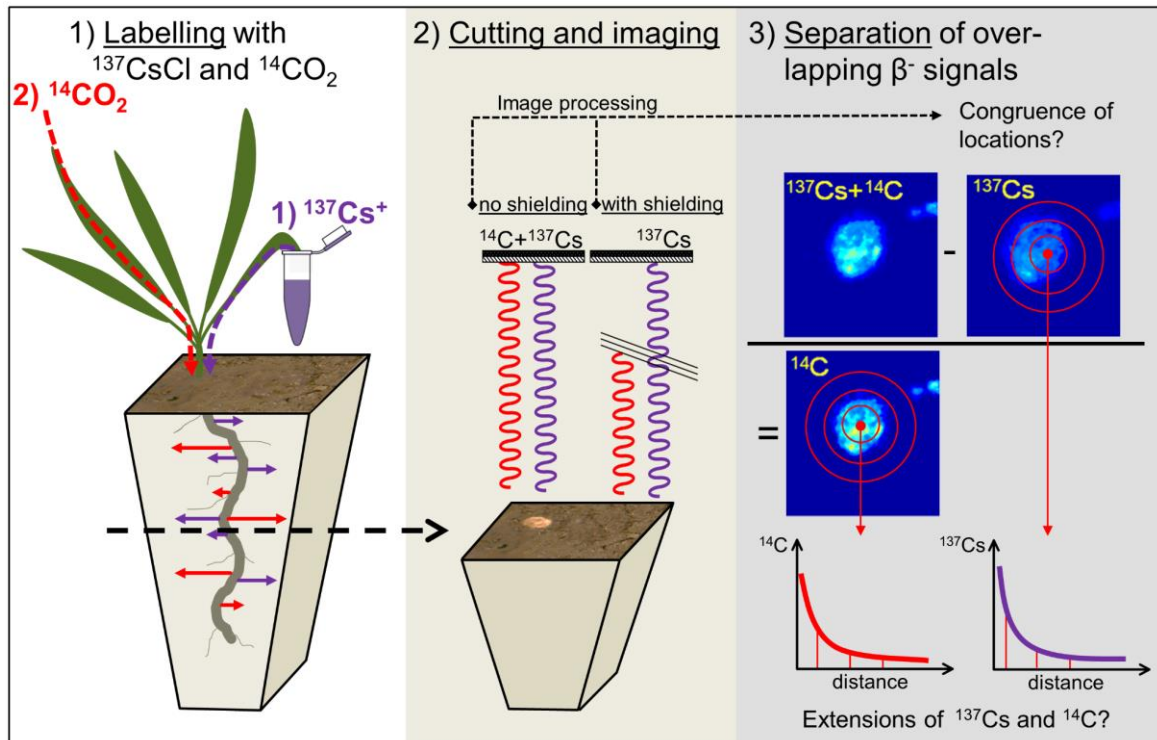 1) Labelling with
¹³⁷CsCl and ¹⁴CO₂
2) ¹⁴CO₂
1) ¹³⁷Cs⁺
2) Cutting and imaging
Image processing
no shielding
with shielding
¹⁴C+¹³⁷Cs
¹³⁷Cs
3) Separation of over-
lapping β⁻ signals
Congruence of
locations?
¹³⁷Cs+¹⁴C
-
¹³⁷Cs
=
¹⁴C
¹⁴C
distance
¹³⁷Cs
distance
Extensions of ¹³⁷Cs and ¹⁴C?